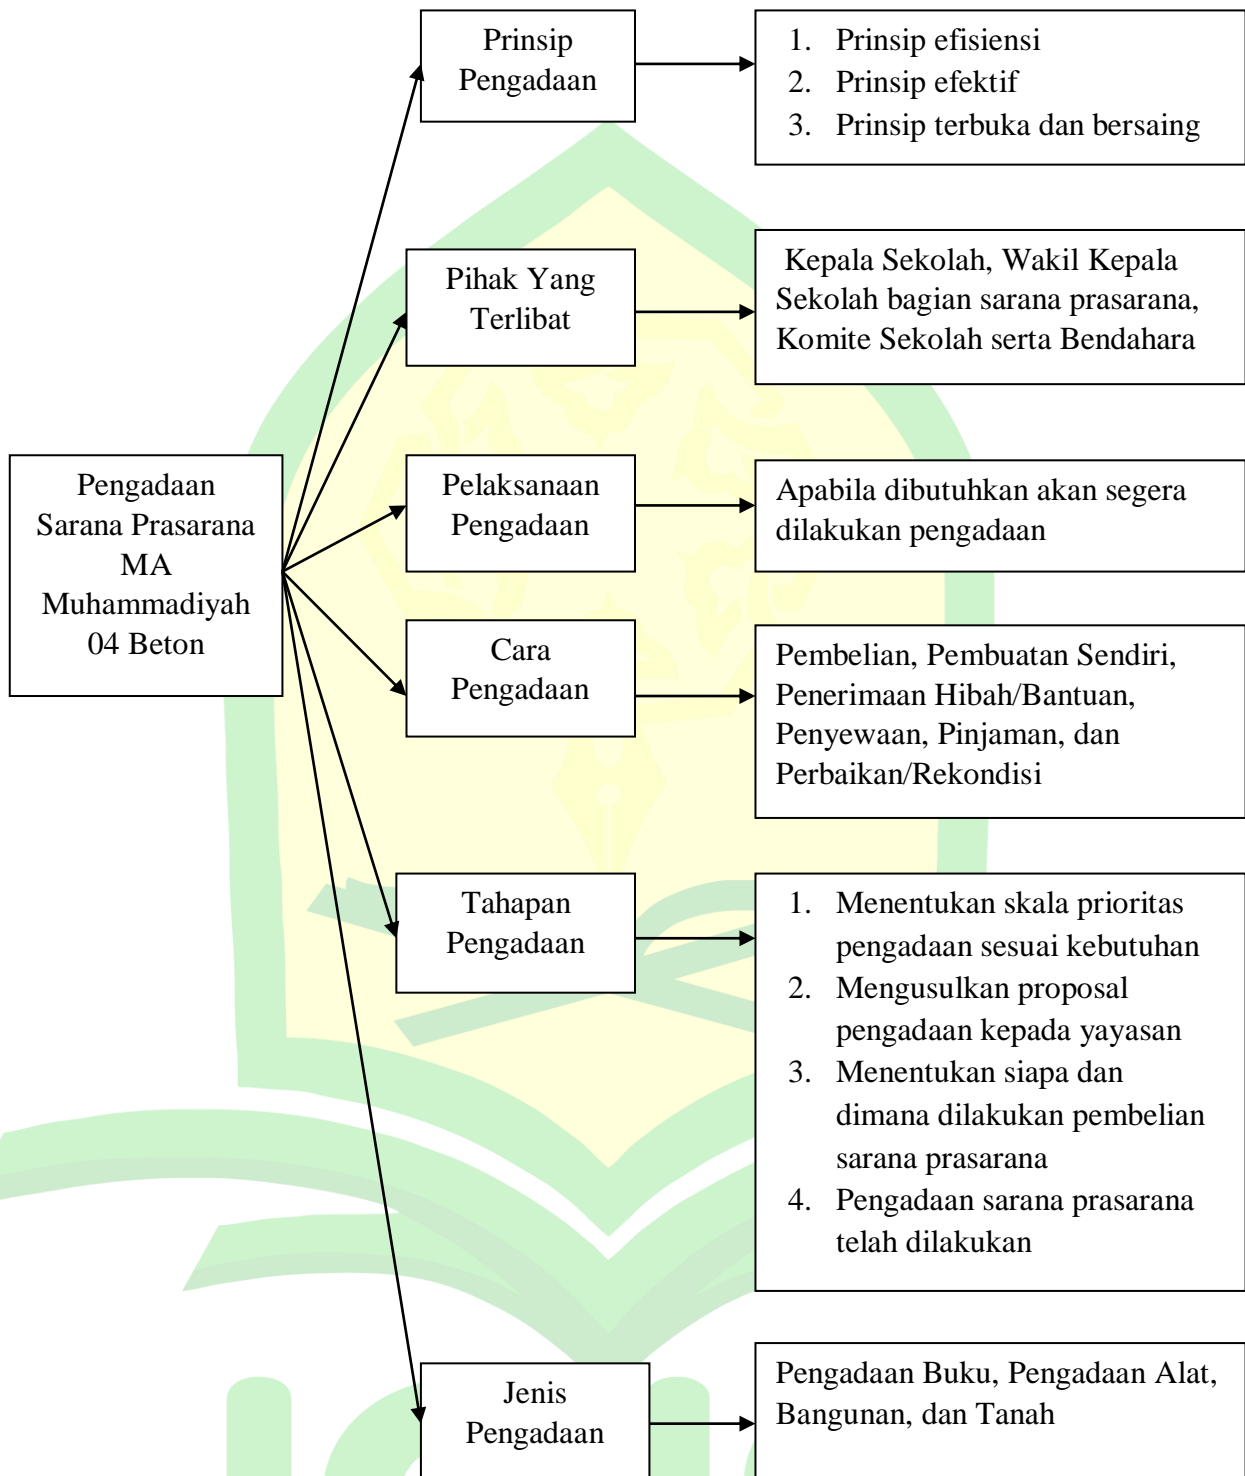 Prinsip
Pengadaan
1. Prinsip efisiensi
2. Prinsip efektif
3. Prinsip terbuka dan bersaing
Pihak Yang
Terlibat
Kepala Sekolah, Wakil Kepala
Sekolah bagian sarana prasarana,
Komite Sekolah serta Bendahara
Pengadaan
Sarana Prasarana
MA
Muhammadiyah
04 Beton
Pelaksanaan
Pengadaan
Apabila dibutuhkan akan segera
dilakukan pengadaan
Cara
Pengadaan
Pembelian, Pembuatan Sendiri,
Penerimaan Hibah/Bantuan,
Penyewaan, Pinjaman, dan
Perbaikan/Rekondisi
Tahapan
Pengadaan
1. Menentukan skala prioritas
pengadaan sesuai kebutuhan
2. Mengusulkan proposal
pengadaan kepada yayasan
3. Menentukan siapa dan
dimana dilakukan pembelian
sarana prasarana
4. Pengadaan sarana prasarana
telah dilakukan
Jenis
Pengadaan
Pengadaan Buku, Pengadaan Alat,
Bangunan, dan Tanah